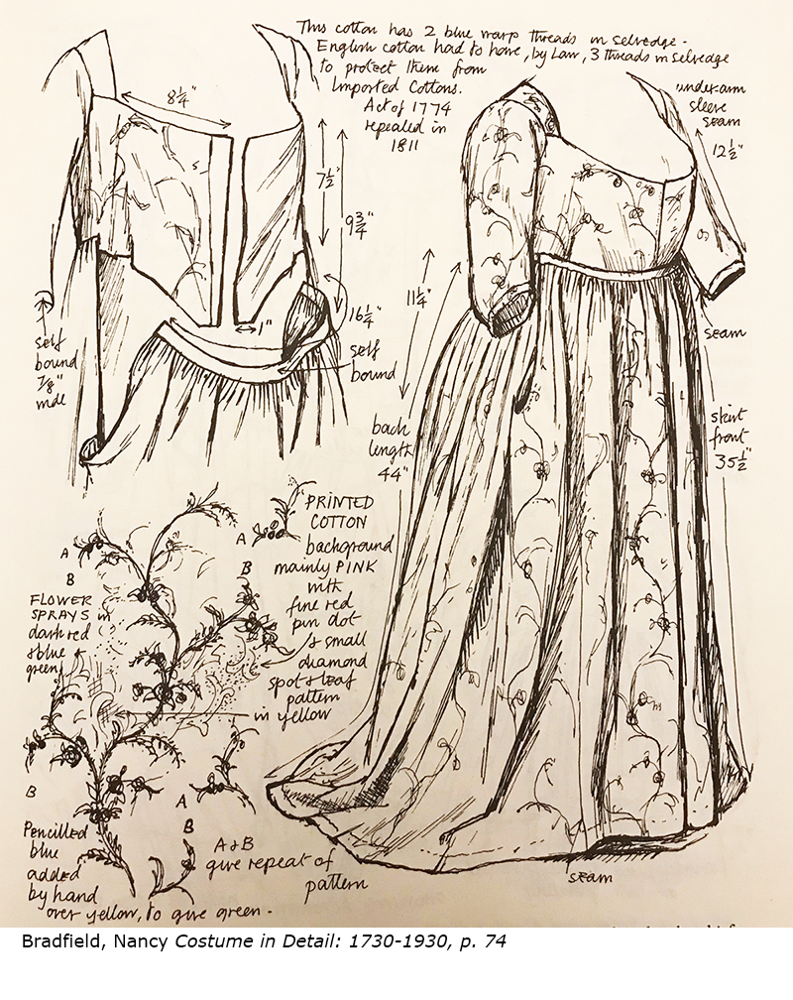 This cotton has 2 blue warp threads in selvedge -
English cotton had to have, by Law, 3 threads in selvedge
to protect them from
Imported Cottons.
Act of 1774
repealed in
1811
8¼"
7½"
9¾"
16¼"
1"
self
bound
⅞"
wide
self
bound
under arm
sleeve
seam
12½"
11¼"
seam
back
length
44"
skirt
front
35½"
seam
A
B
FLOWER
SPRAYS in
dark red
& blue &
green
B
A
B
"PRINTED
COTTON
background
mainly PINK
with
fine red
pin dot
& small
diamond
spot & leaf
pattern
in yellow
A
B
A & B
give repeat of
pattern
Pencilled
blue
added
by hand
over yellow, to give green -
Bradfield, Nancy Costume in Detail: 1730-1930, p. 74